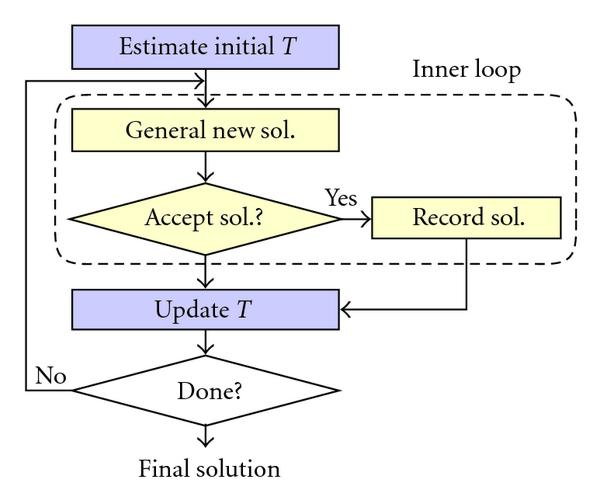 Estimate initial T
Inner loop
General new sol.
Yes
Accept sol.?
Record sol.
Update T
No
Done?
Final solution